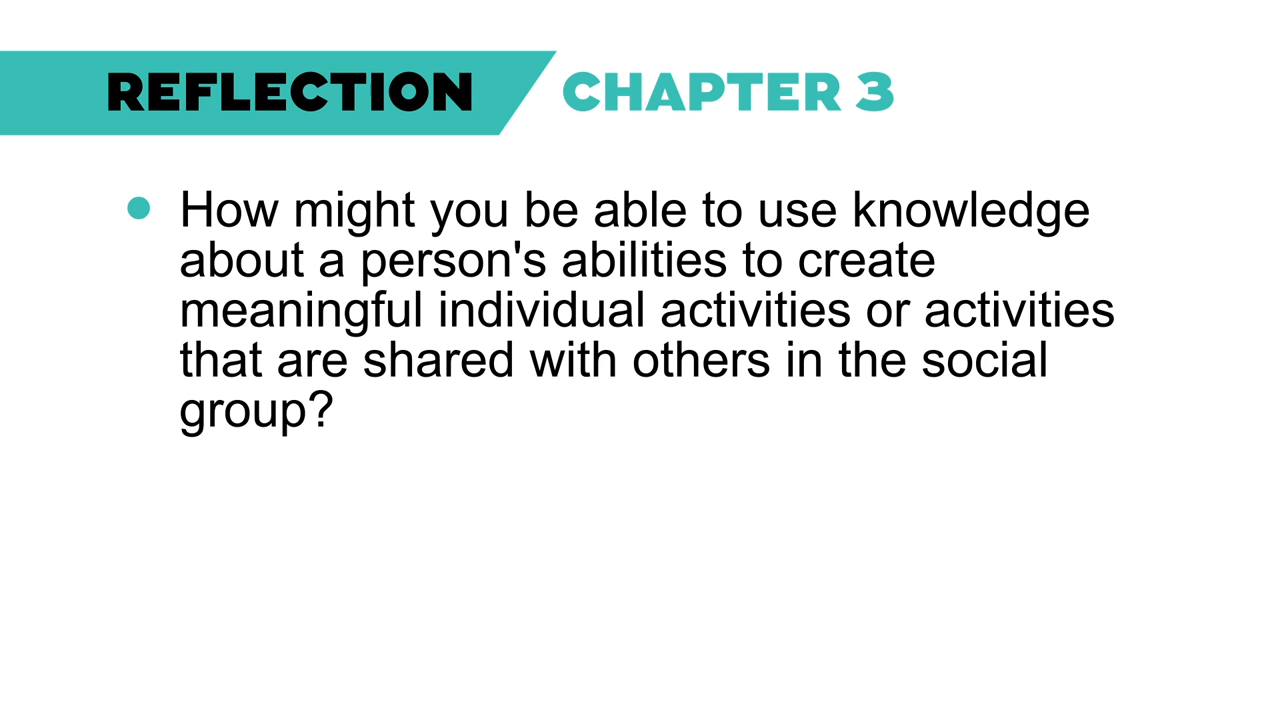 REFLECTION CHAPTER 3
● How might you be able to use knowledge
about a person's abilities to create
meaningful individual activities or activities
that are shared with others in the social
group?